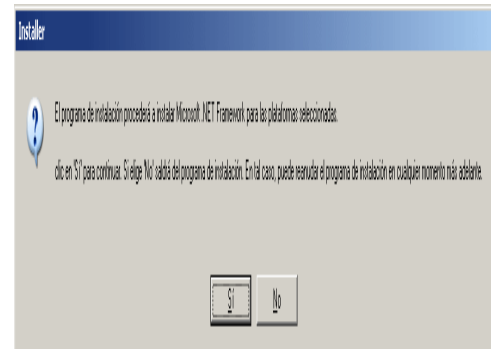 Installer
El programa de instalación procederá a instalar Microsoft .NET Framework para las plataformas seleccionadas.
clic en 'Sí' para continuar. Si elige 'No' saldrá del programa de instalación. En tal caso, puede reanudar el programa de instalación en cualquier momento más adelante.
Sí
No